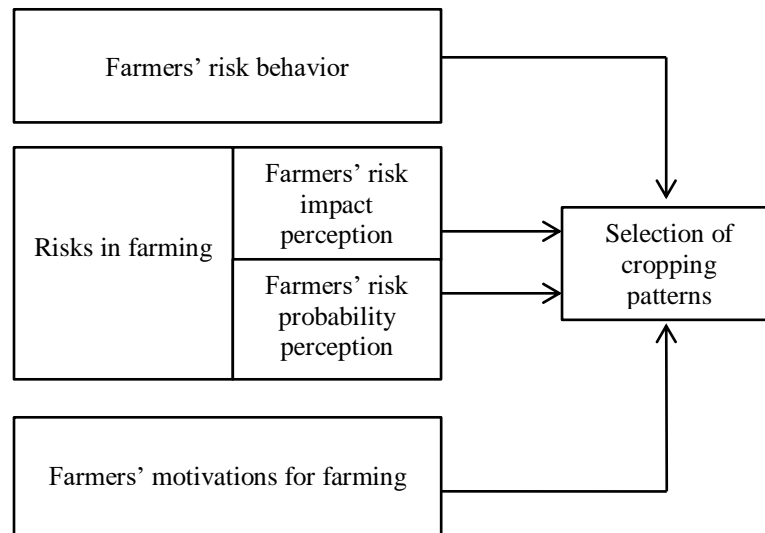 Farmers’ risk behavior
Risks in farming
Farmers’ risk
impact
perception
Farmers’ risk
probability
perception
Selection of
cropping
patterns
Farmers’ motivations for farming